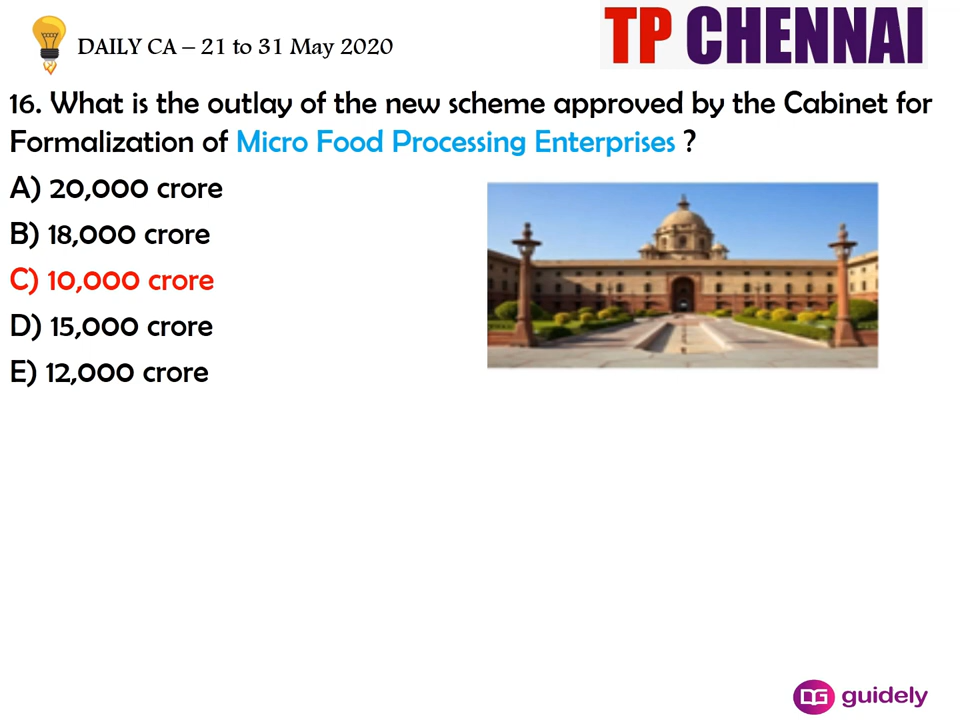 DAILY CA – 21 to 31 May 2020
TP CHENNAI
16. What is the outlay of the new scheme approved by the Cabinet for
Formalization of Micro Food Processing Enterprises ?
A) 20,000 crore
B) 18,000 crore
C) 10,000 crore
D) 15,000 crore
E) 12,000 crore
guidely